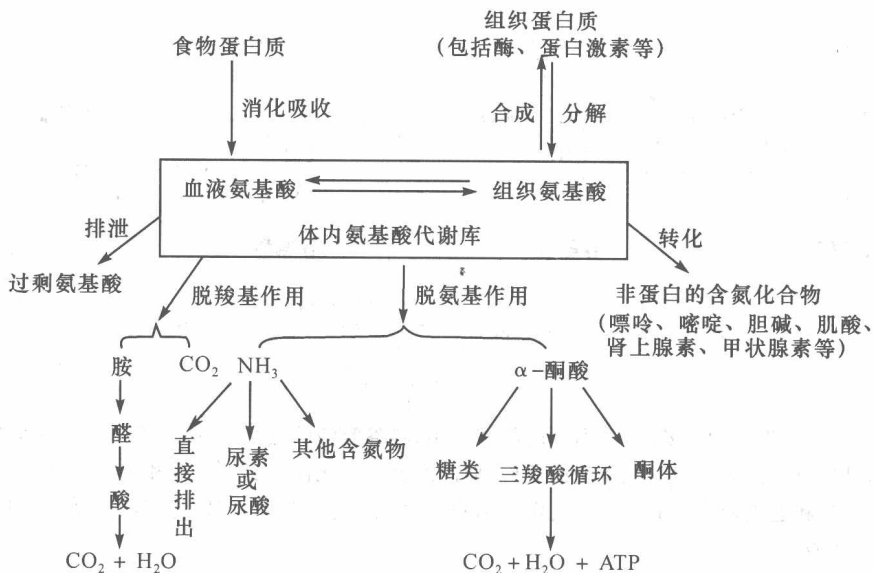 食物蛋白质
组织蛋白质
(包括酶、蛋白激素等)
消化吸收
合成
分解
血液氨基酸
组织氨基酸
体内氨基酸代谢库
排泄
过剩氨基酸
转化
非蛋白的含氮化合物
(嘌呤、嘧啶、胆碱、肌酸、
肾上腺素、甲状腺素等)
脱羧基作用
脱氨基作用
胺
CO₂
NH₃
α-酮酸
醛
酸
CO₂ + H₂O
直接排出
尿素
或
尿酸
其他含氮物
糖类
三羧酸循环
酮体
CO₂+H₂O + ATP